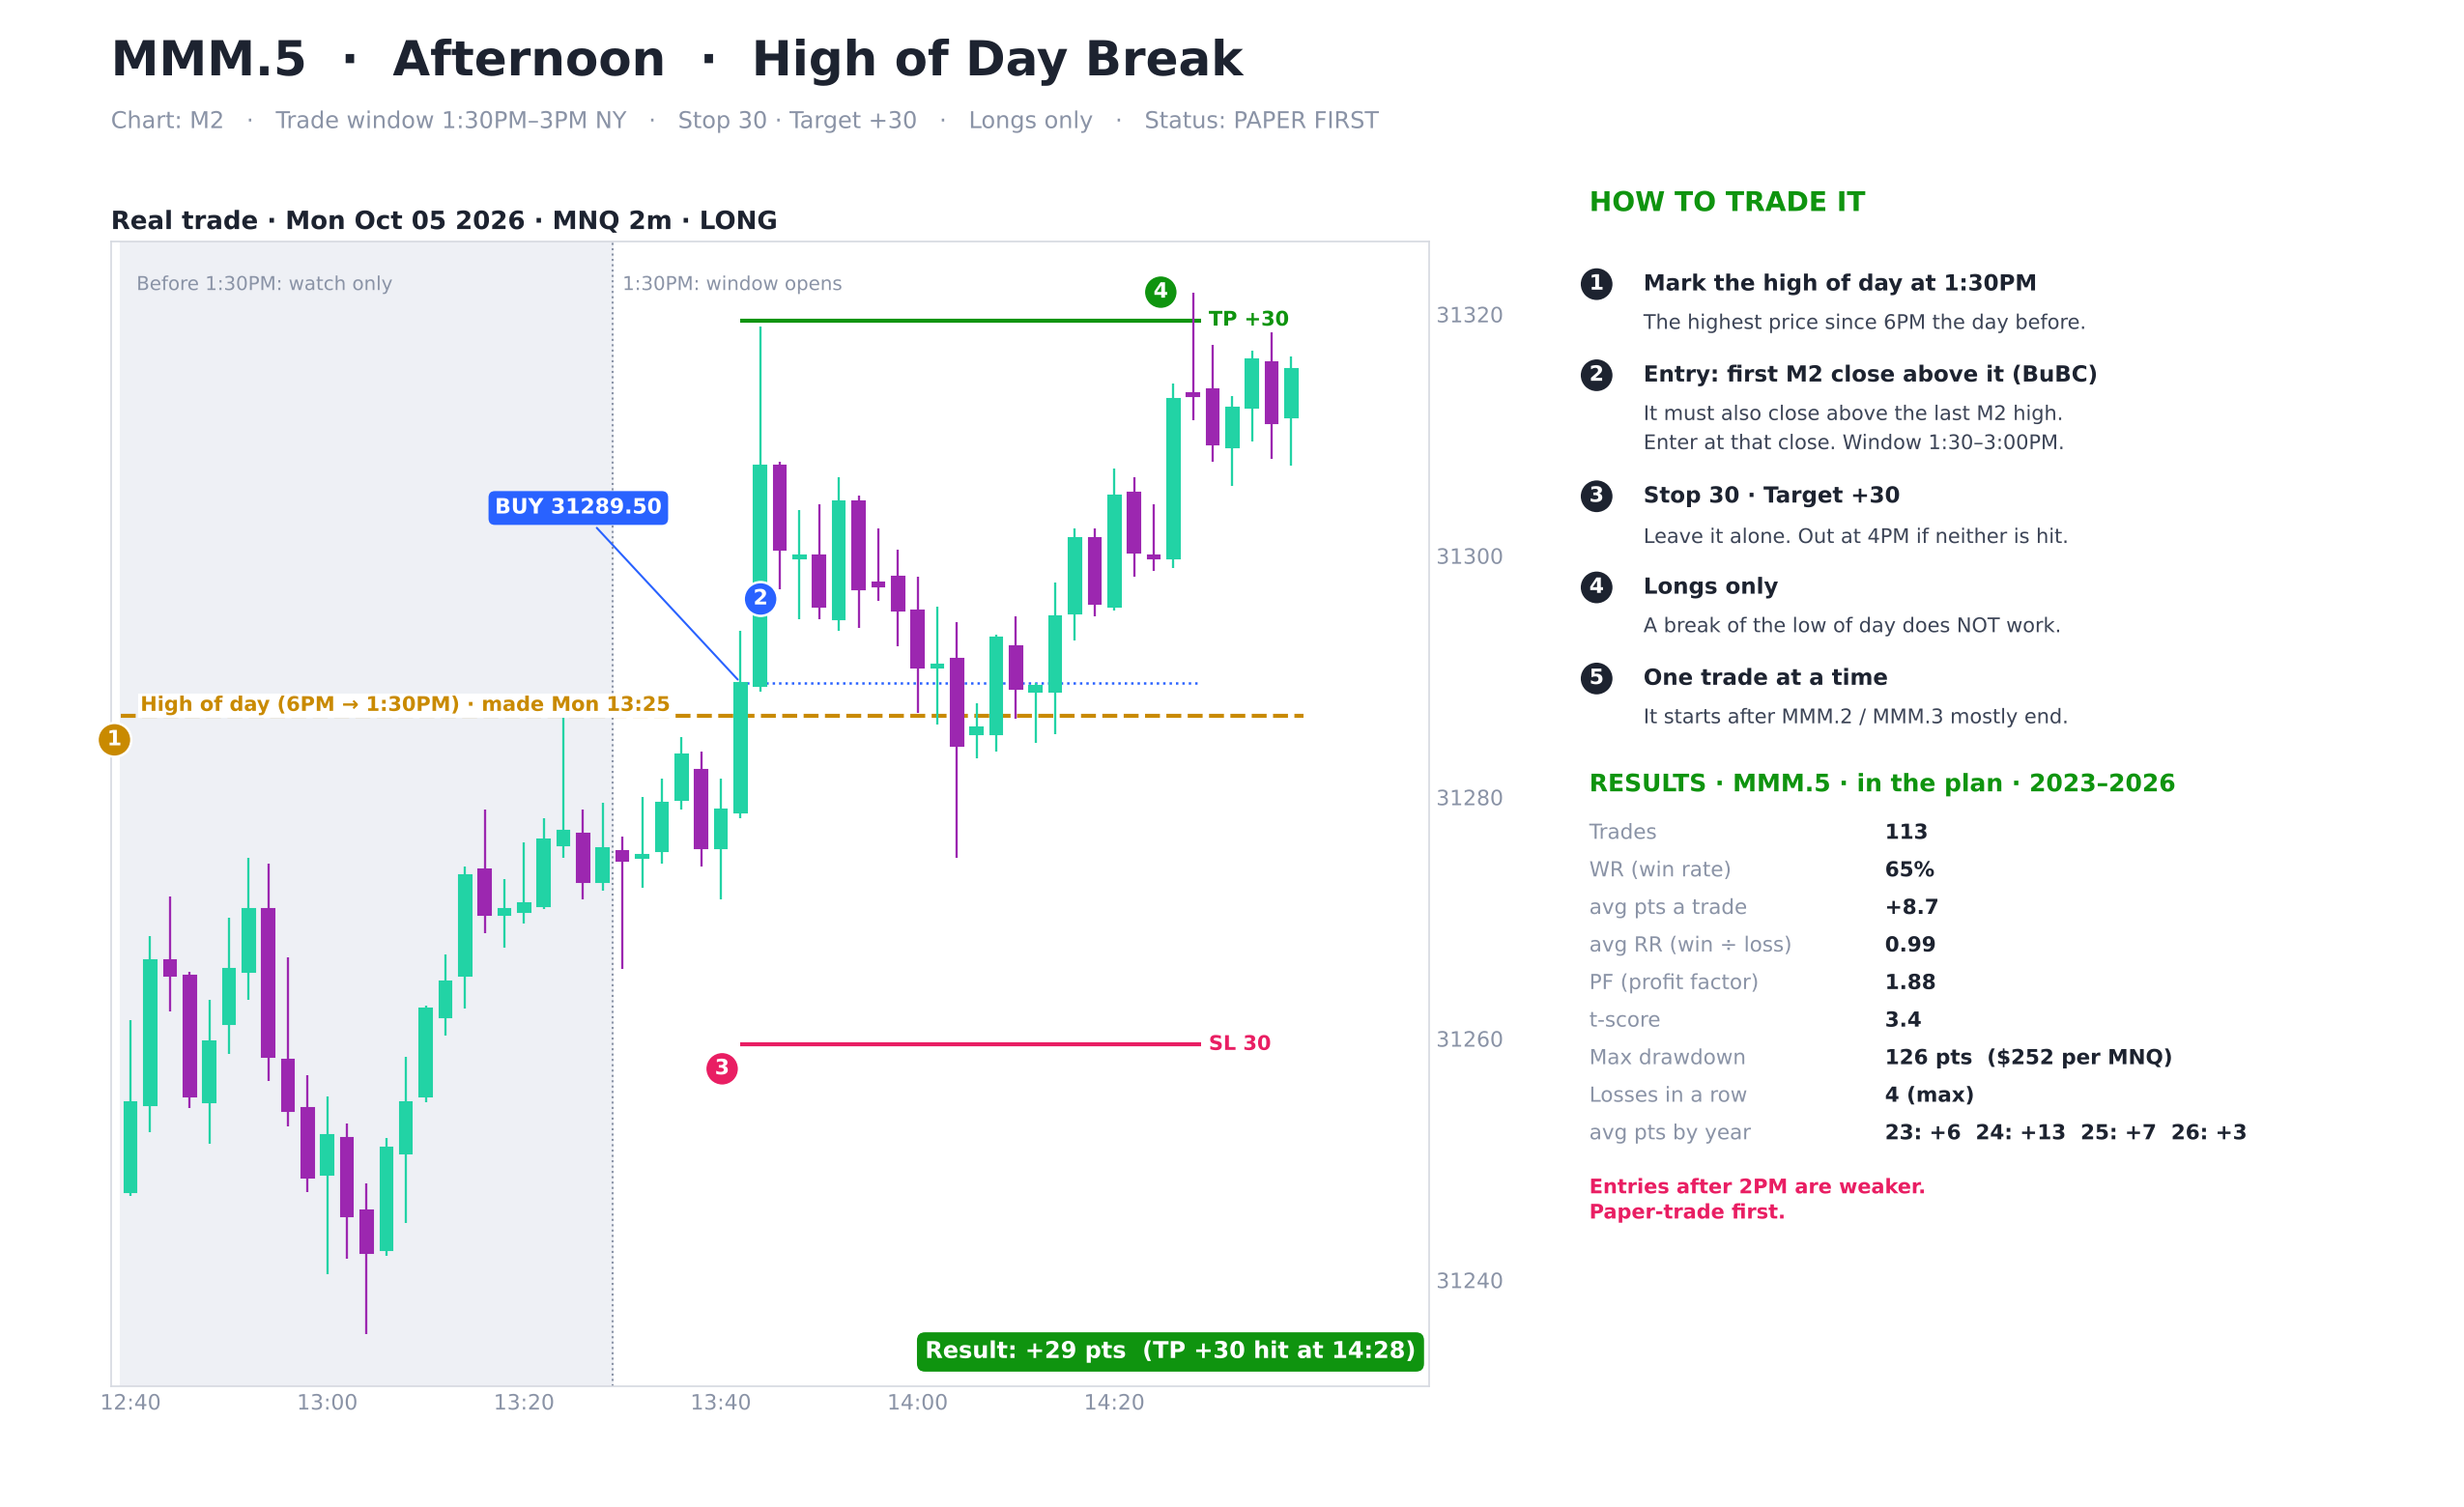 MMM.5 · Afternoon · High of Day Break
Chart: M2 · Trade window 1:30PM–3PM NY · Stop 30 · Target +30 · Longs only · Status: PAPER FIRST
Real trade · Mon Oct 05 2026 · MNQ 2m · LONG
Before 1:30PM: watch only
1:30PM: window opens
4
TP +30
BUY 31289.50
2
High of day (6PM → 1:30PM) · made Mon 13:25
1
SL 30
3
Result: +29 pts (TP +30 hit at 14:28)
31320
31300
31280
31260
31240
12:40 13:00 13:20 13:40 14:00 14:20
HOW TO TRADE IT
1 Mark the high of day at 1:30PM
The highest price since 6PM the day before.
2 Entry: first M2 close above it (BuBC)
It must also close above the last M2 high.
Enter at that close. Window 1:30–3:00PM.
3 Stop 30 · Target +30
Leave it alone. Out at 4PM if neither is hit.
4 Longs only
A break of the low of day does NOT work.
5 One trade at a time
It starts after MMM.2 / MMM.3 mostly end.
RESULTS · MMM.5 · in the plan · 2023–2026
Trades 113
WR (win rate) 65%
avg pts a trade +8.7
avg RR (win ÷ loss) 0.99
PF (profit factor) 1.88
t-score 3.4
Max drawdown 126 pts ($252 per MNQ)
Losses in a row 4 (max)
avg pts by year 23: +6 24: +13 25: +7 26: +3
Entries after 2PM are weaker.
Paper-trade first.